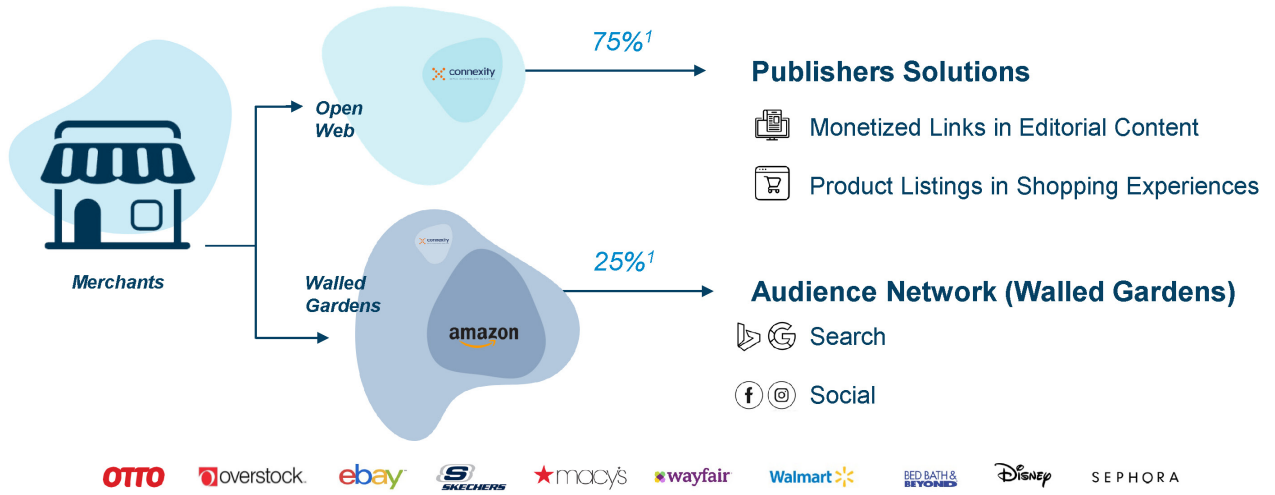 75%1
Publishers Solutions
connexity
Open
Web
Monetized Links in Editorial Content
Product Listings in Shopping Experiences
connexity
25%1
Merchants
Walled
Gardens
Audience Network (Walled Gardens)
amazon
Search
Social
OTTO
overstock.
ebay
S
SKECHERS
macy's
wayfair
Walmart
BED BATH &
BEYOND
Disney
SEPHORA